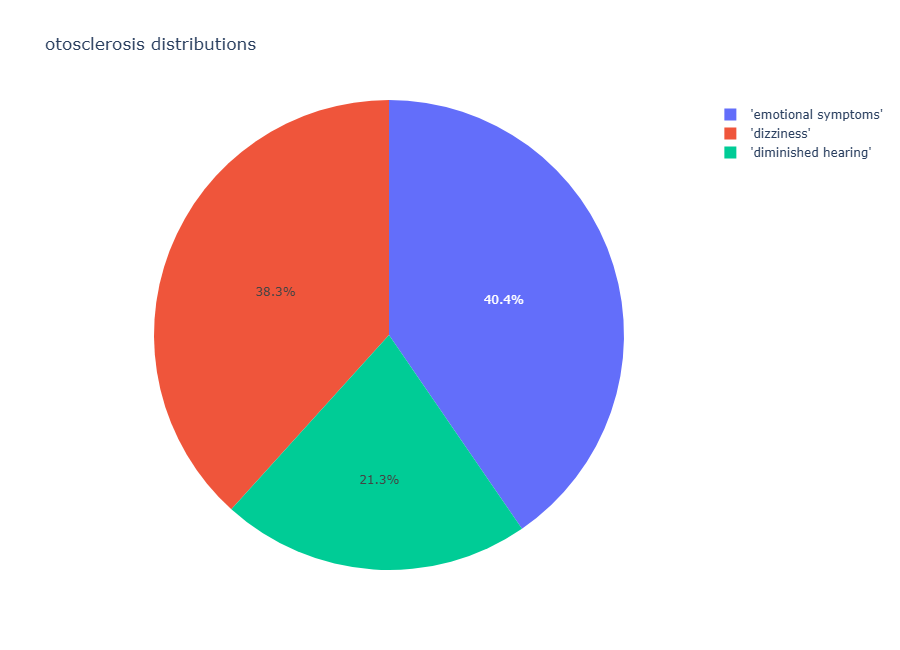 otosclerosis distributions
'emotional symptoms'
'dizziness'
'diminished hearing'
38.3%
40.4%
21.3%